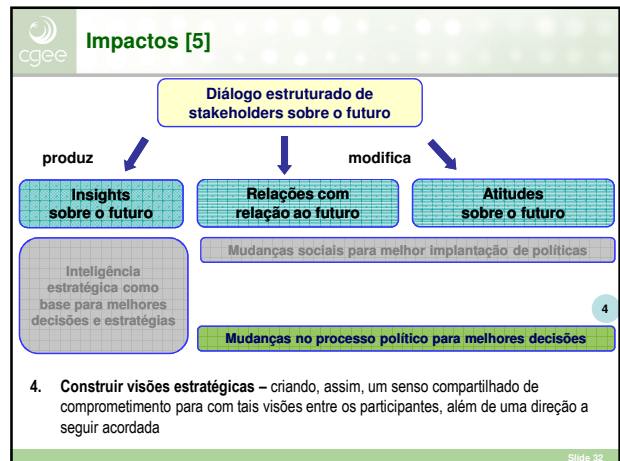 cgee
Impactos [5]
Diálogo estruturado de
stakeholders sobre o futuro
produz
modifica
Insights
sobre o futuro
Relações com
relação ao futuro
Atitudes
sobre o futuro
Mudanças sociais para melhor implantação de políticas
Inteligência
estratégica como
base para melhores
decisões e estratégias
4
Mudanças no processo político para melhores decisões
4. Construir visões estratégicas – criando, assim, um senso compartilhado de
comprometimento para com tais visões entre os participantes, além de uma direção a
seguir acordada
Slide 32